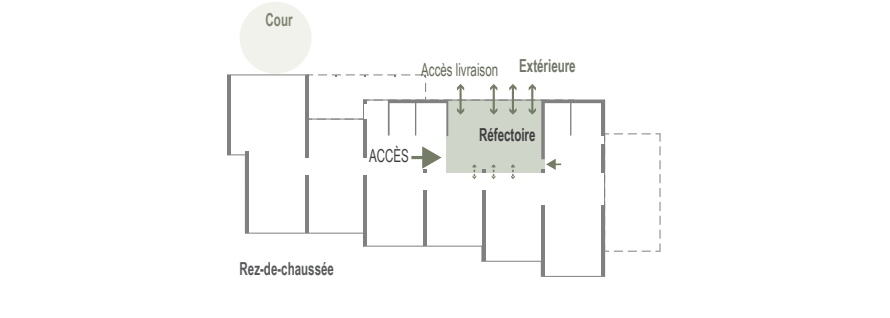 Cour
Accès livraison
Extérieure
Réfectoire
ACCÈS
Rez-de-chaussée